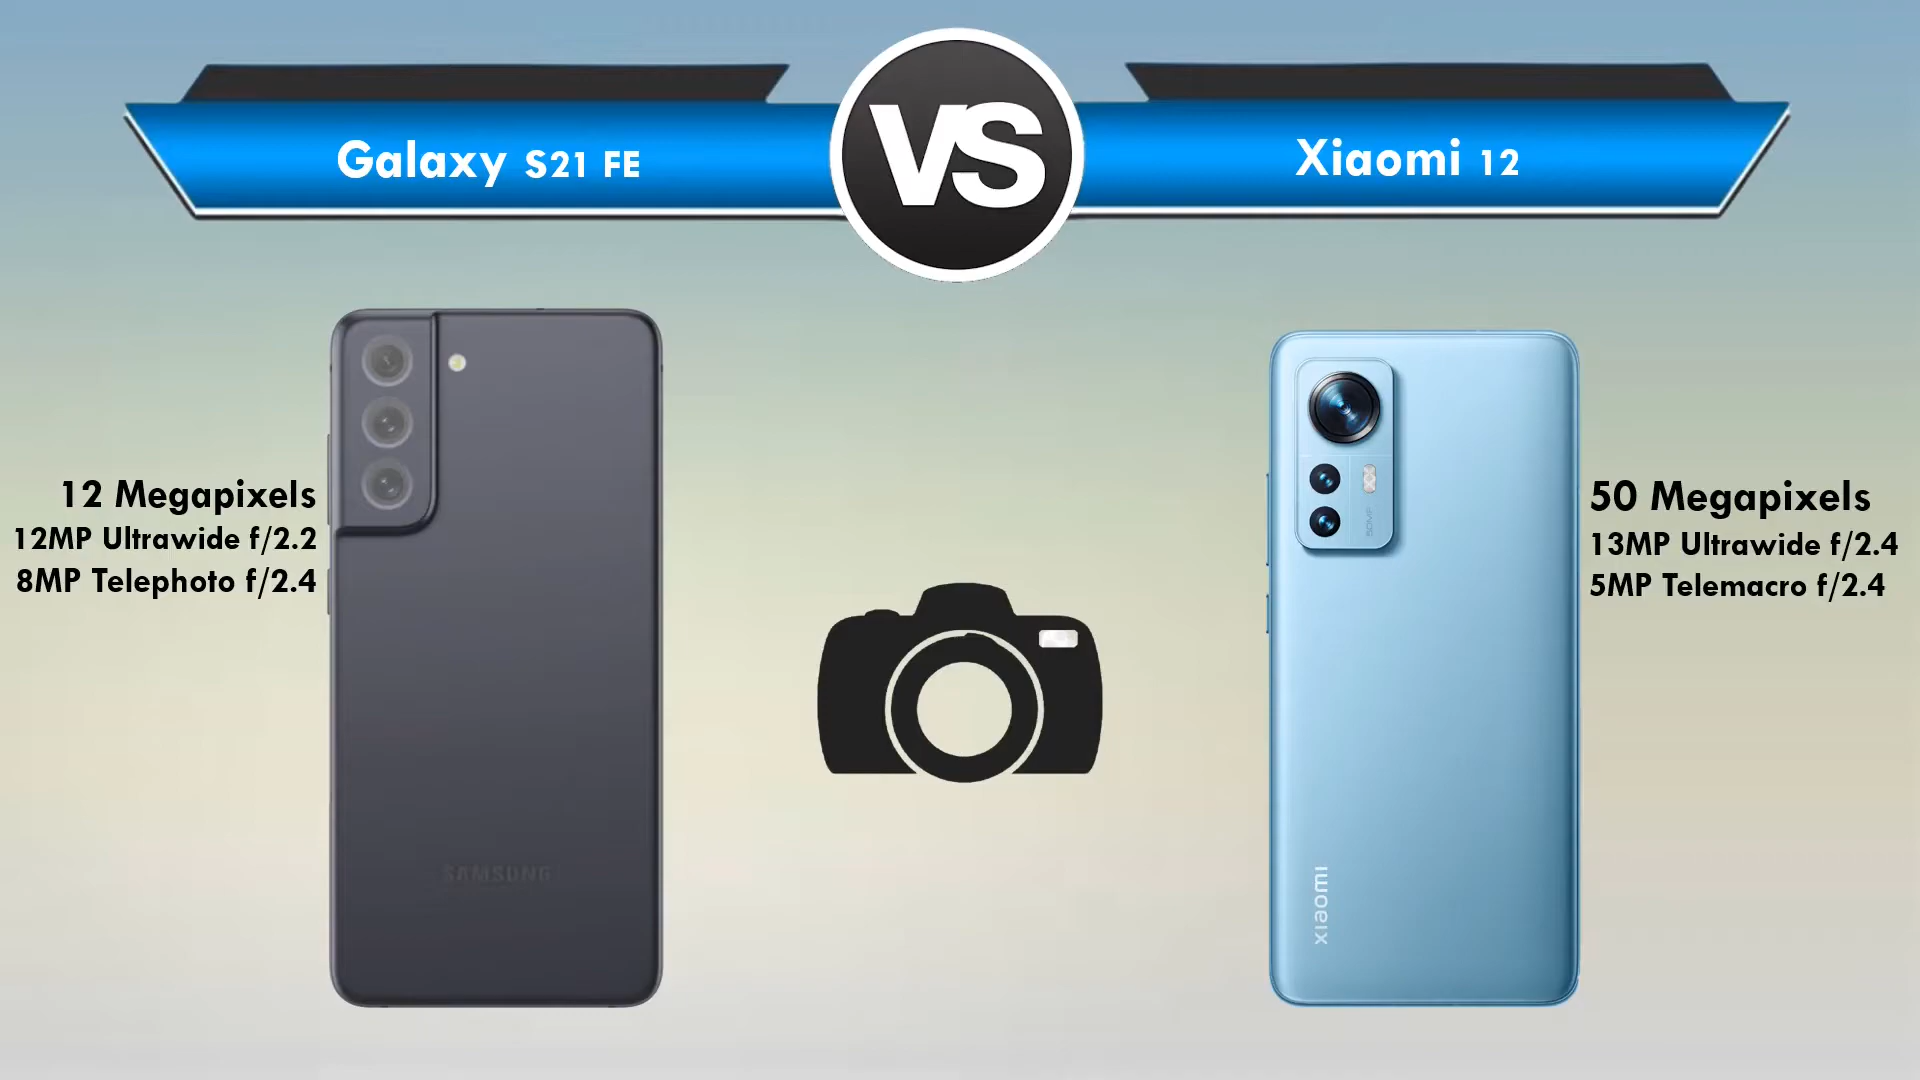 Galaxy S21 FE
VS
Xiaomi 12
12 Megapixels
12MP Ultrawide f/2.2
8MP Telephoto f/2.4
50 Megapixels
13MP Ultrawide f/2.4
5MP Telemacro f/2.4
50MP
SAMSUNG
xiaomi